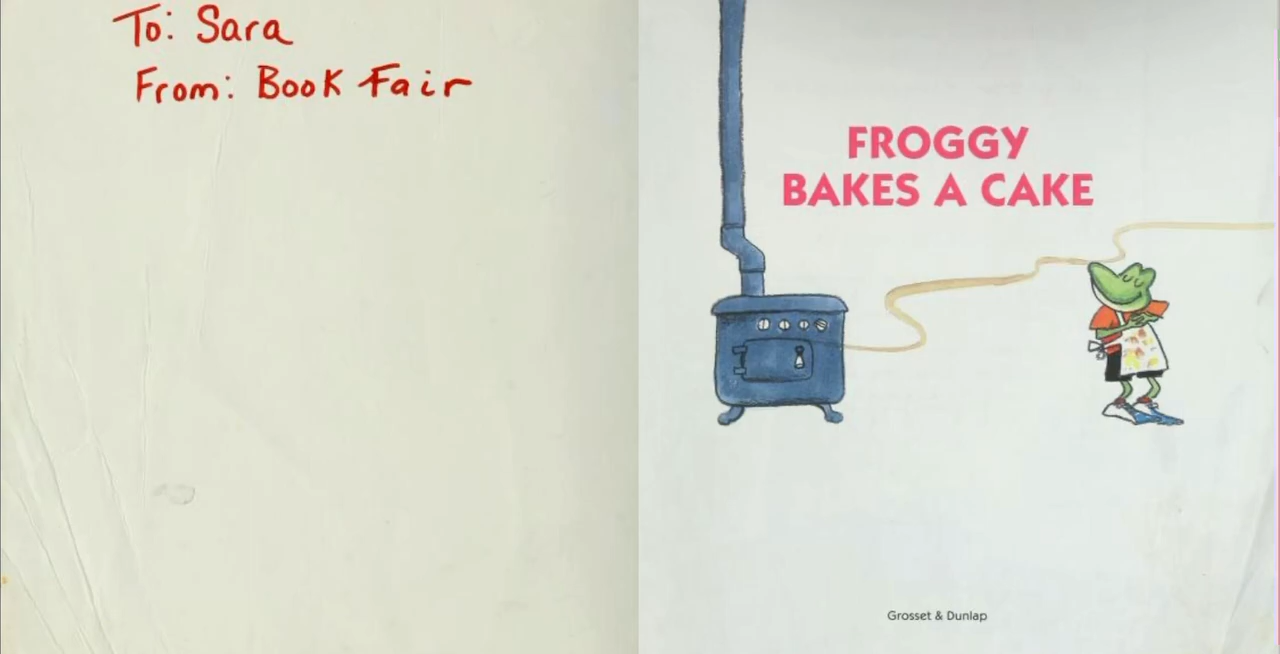 To: Sara
From: Book Fair
FROGGY
BAKES A CAKE
Grosset & Dunlap